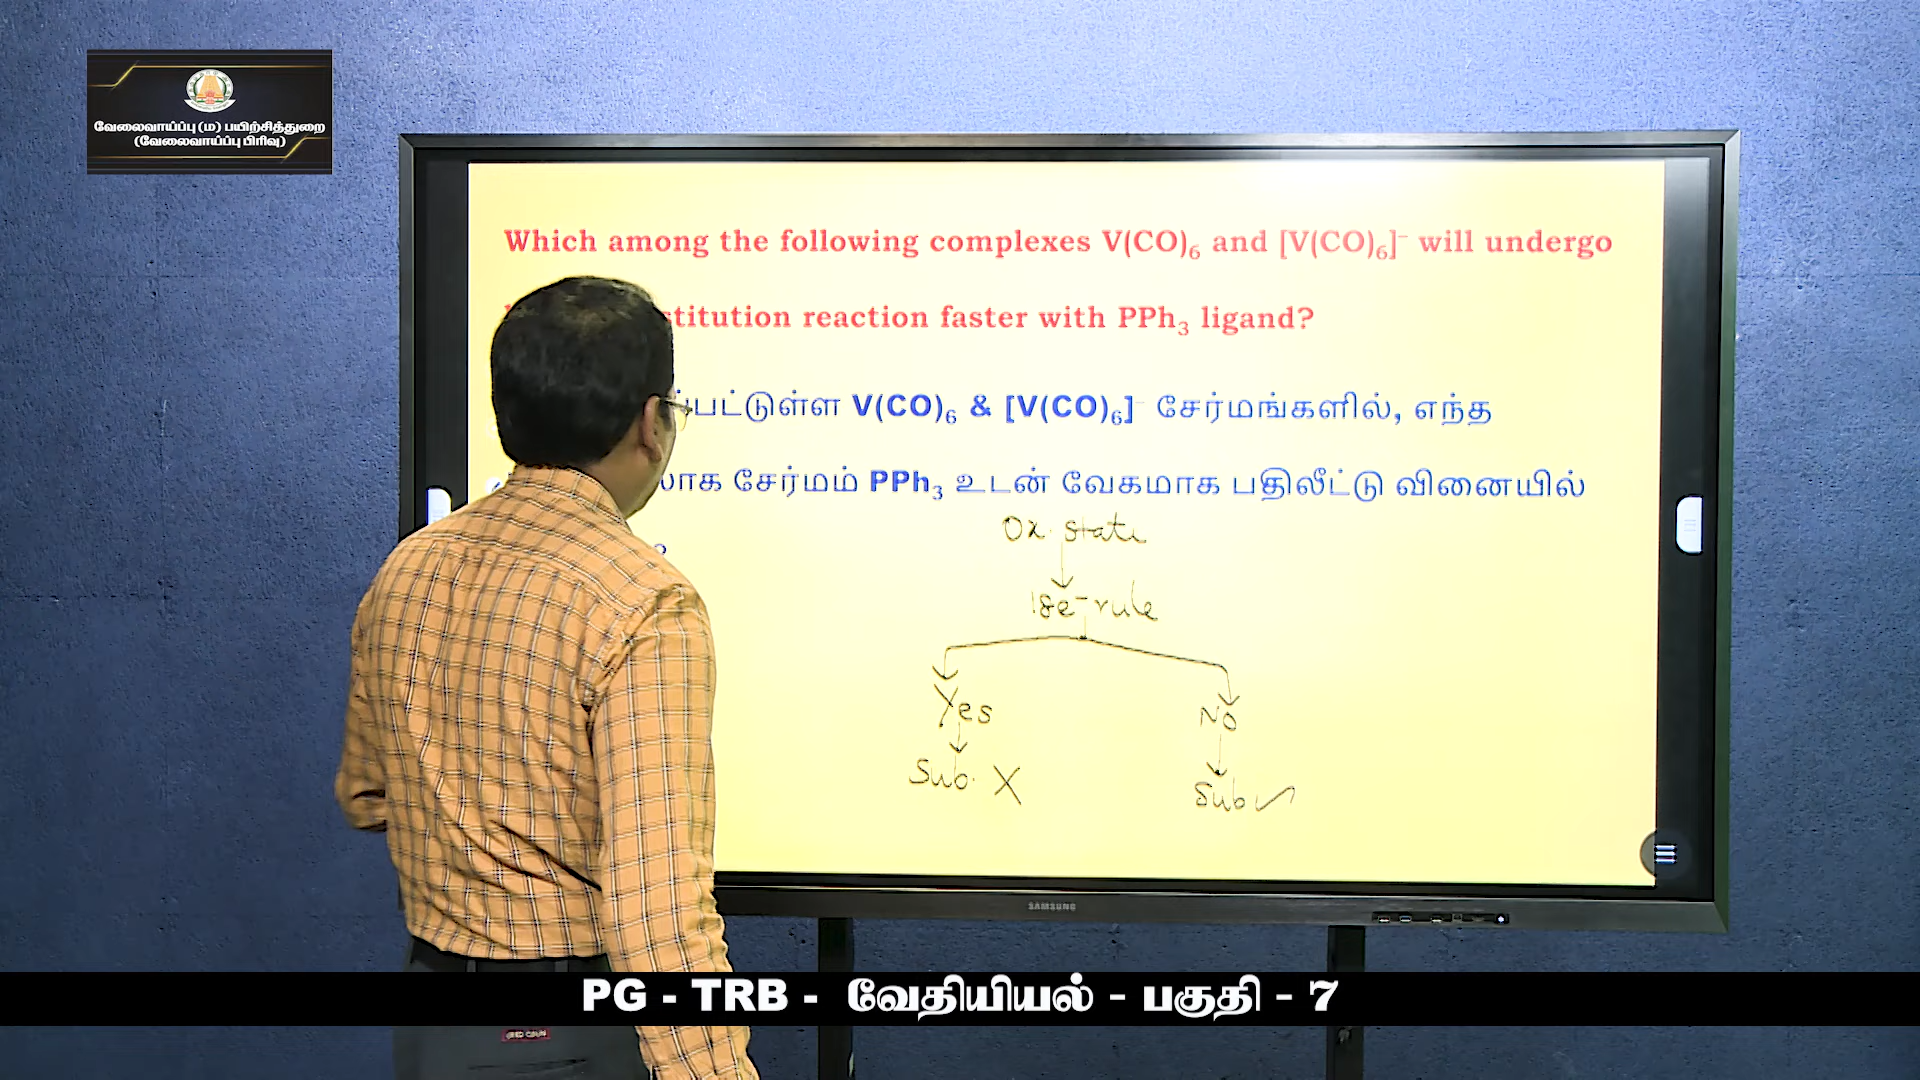 வேலைவாய்ப்பு (ம) பயிற்சித்துறை
(வேலைவாய்ப்பு பிரிவு)
Which among the following complexes V(CO)₆ and [V(CO)₆]⁻ will undergo
stitution reaction faster with PPh₃ ligand?
ப்பட்டுள்ள V(CO)₆ & [V(CO)₆]⁻ சேர்மங்களில், எந்த
லாக சேர்மம் PPh₃ உடன் வேகமாக பதிலீட்டு வினையில்
?
Ox. state
18e⁻ rule
Yes
No
Sub. X
Sub ✓
SAMSUNG
PG - TRB - வேதியியல் - பகுதி - 7